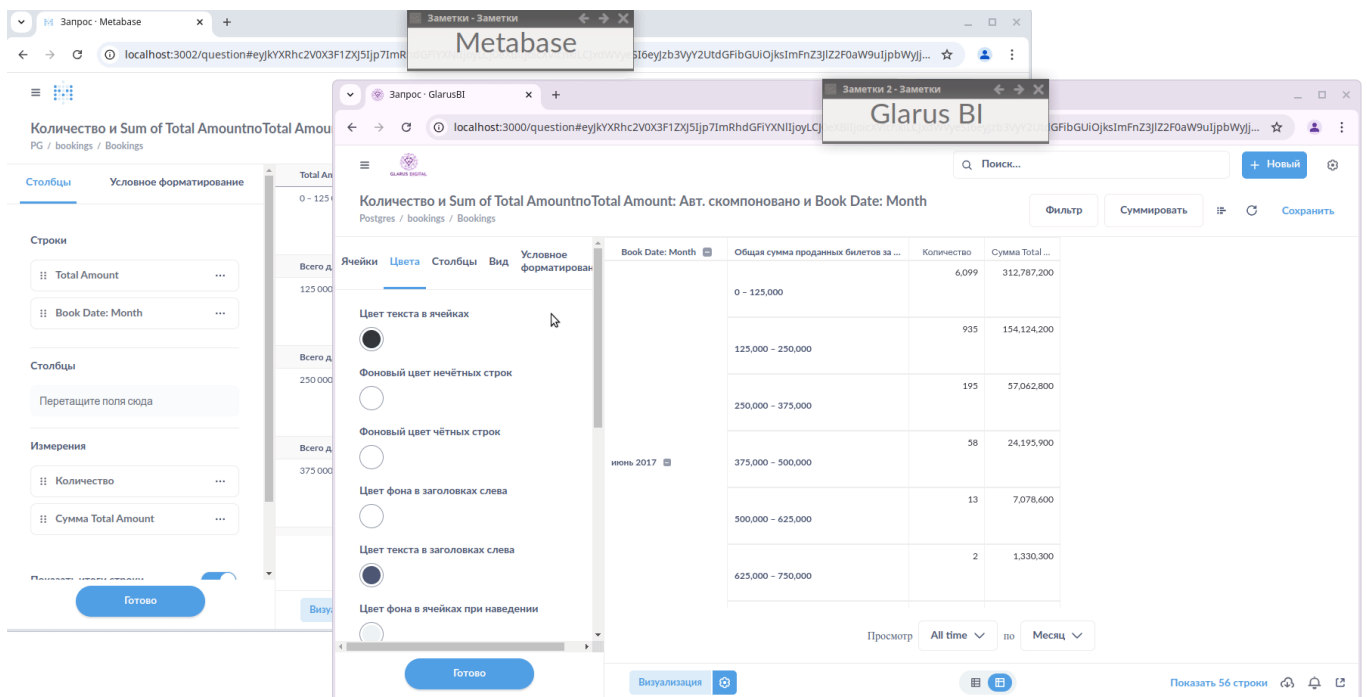 Запрос · Metabase
Заметки - Заметки
Metabase
localhost:3002/question#eyJkYXRhc2V0X3F1ZXJ5Ijp7ImR
Количество и Sum of Total AmountпоTotal Amou
PG / bookings / Bookings
Столбцы
Условное форматирование
Total Am
0 – 125
Строки
Total Amount
Book Date: Month
Столбцы
Перетащите поля сюда
Измерения
Количество
Сумма Total Amount
Показать итоги строки
Готово
Всего д
125 000
Всего д
250 000
Всего д
375 000
Визу
Запрос · GlarusBI
Заметки 2 - Заметки
Glarus BI
localhost:3000/question#eyJkYXRhc2V0X3F1ZXJ5Ijp7ImRhdGFiYXNlIjoyLCJ
GLARUS DIGITAL
Поиск...
+ Новый
Количество и Sum of Total AmountпоTotal Amount: Авт. скомпоновано и Book Date: Month
Postgres / bookings / Bookings
Фильтр
Суммировать
Сохранить
Ячейки
Цвета
Столбцы
Вид
Условное
форматирован
Цвет текста в ячейках
Фоновый цвет нечётных строк
Фоновый цвет чётных строк
Цвет фона в заголовках слева
Цвет текста в заголовках слева
Цвет фона в ячейках при наведении
Готово
Book Date: Month
Общая сумма проданных билетов за ...
Количество
Сумма Total ...
6,099 312,787,200
0 – 125,000
935 154,124,200
125,000 – 250,000
195 57,062,800
250,000 – 375,000
58 24,195,900
июнь 2017
375,000 – 500,000
13 7,078,600
500,000 – 625,000
2 1,330,300
625,000 – 750,000
Просмотр All time по Месяц
Визуализация
Показать 56 строки